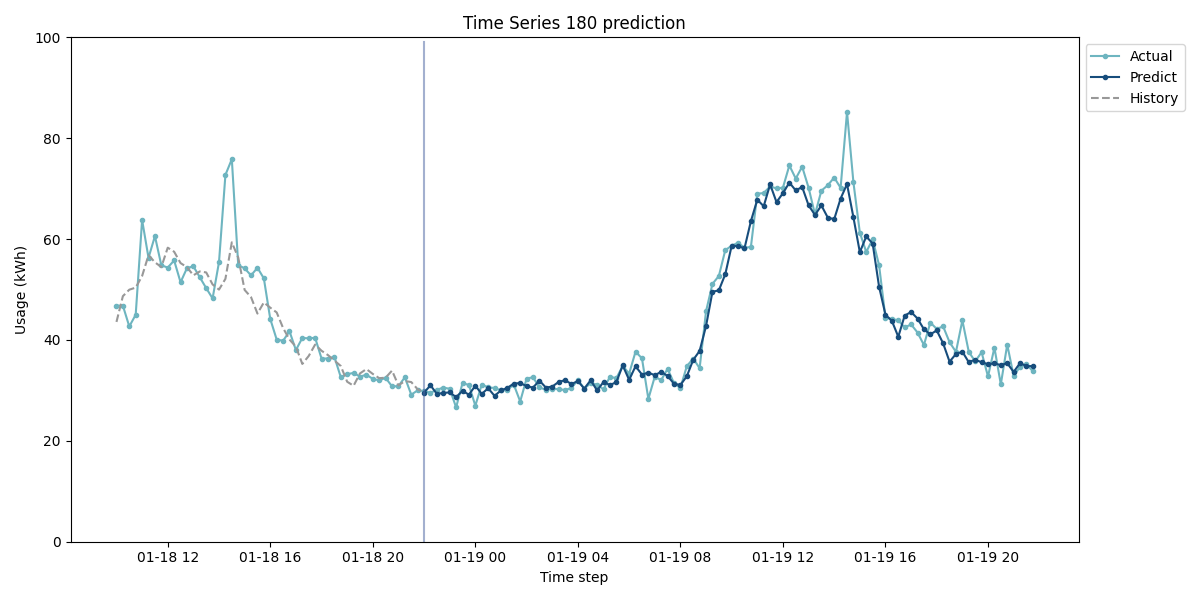 Time Series 180 prediction
100
80
60
40
20
0
Usage (kWh)
01-18 12
01-18 16
01-18 20
01-19 00
01-19 04
01-19 08
01-19 12
01-19 16
01-19 20
Time step
Actual
Predict
History